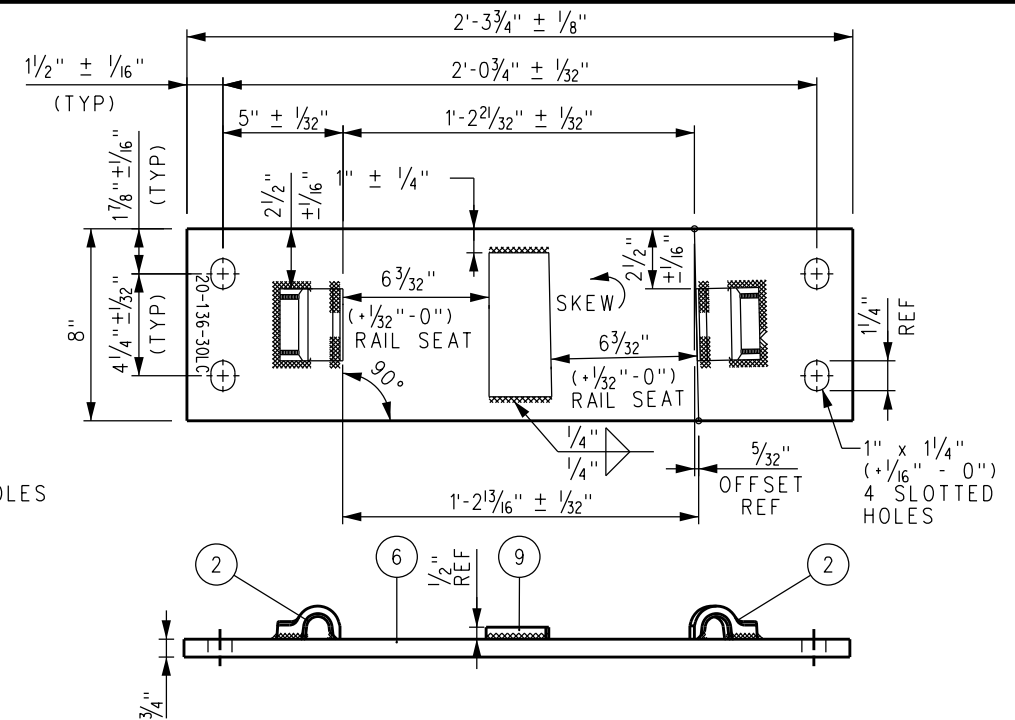 2'-3¾" ± ⅛"
1½" ± 1/16"
(TYP)
2'-0¾" ± 1/32"
5" ± 1/32"
1'-2 21/32" ± 1/32"
1⅞" ± 1/16"
(TYP)
2½"
± 1/16"
1" ± ¼"
8"
4¼" ± 1/32"
(TYP)
20-136-30LC
6 3/32"
(+1/32"-0")
RAIL SEAT
90°
SKEW
2½"
± 1/16"
6 3/32"
(+1/32"-0")
RAIL SEAT
1¼"
REF
¼"
¼"
5/32"
OFFSET
REF
1" x 1¼"
(+1/16" - 0")
4 SLOTTED
HOLES
OLES
1'-2 13/16" ± 1/32"
2
6
½"
REF
9
2
¾"